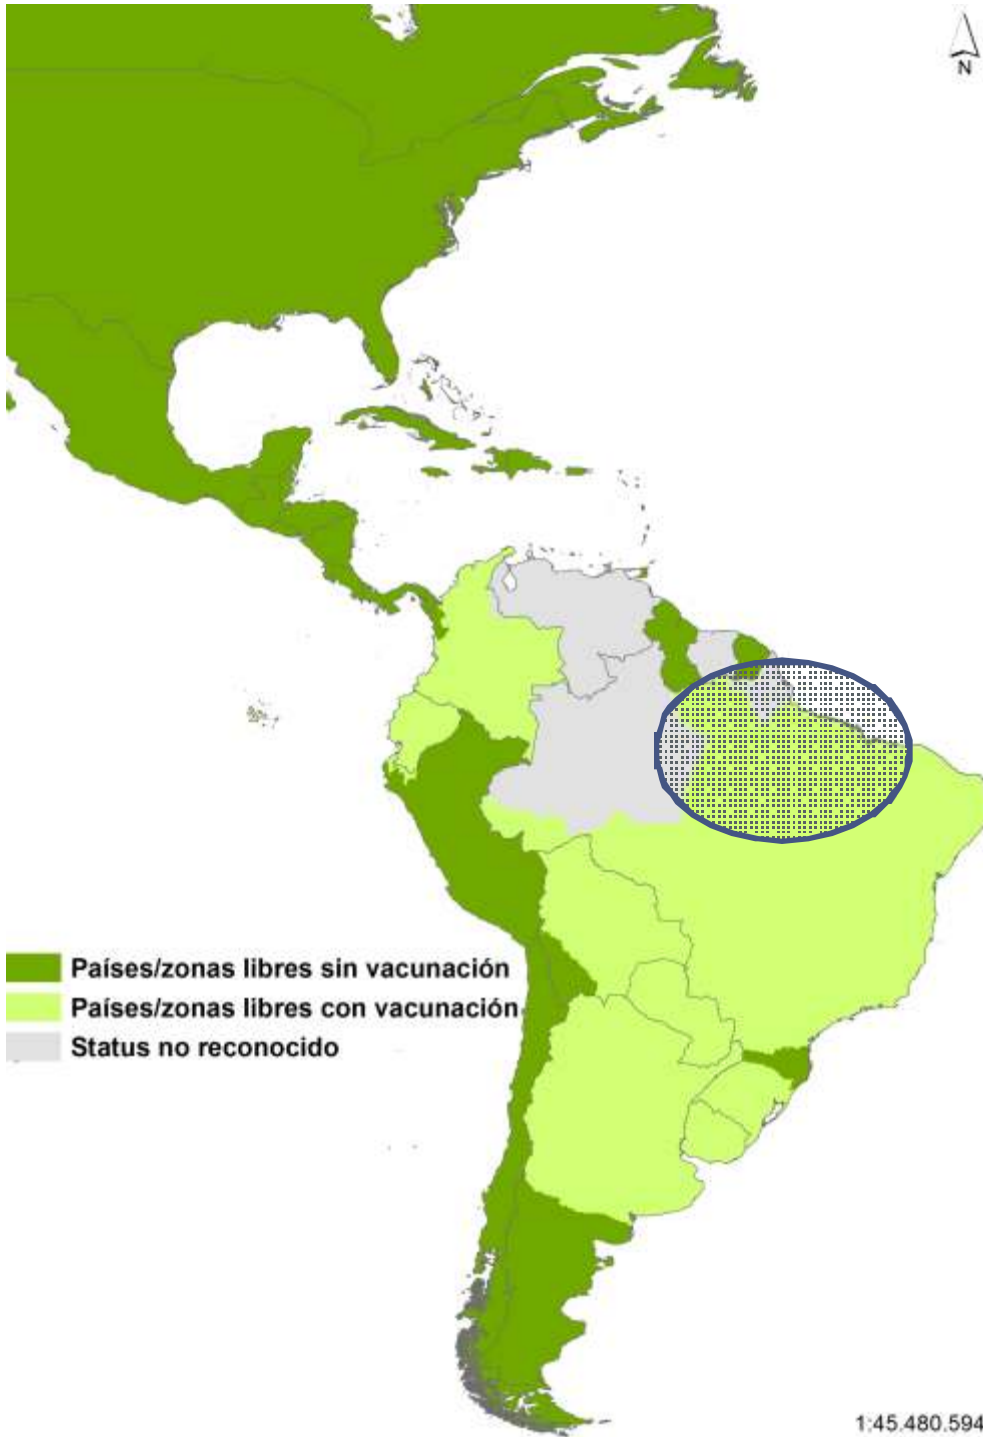 N
Países/zonas libres sin vacunación
Países/zonas libres con vacunación
Status no reconocido
1:45.480.594